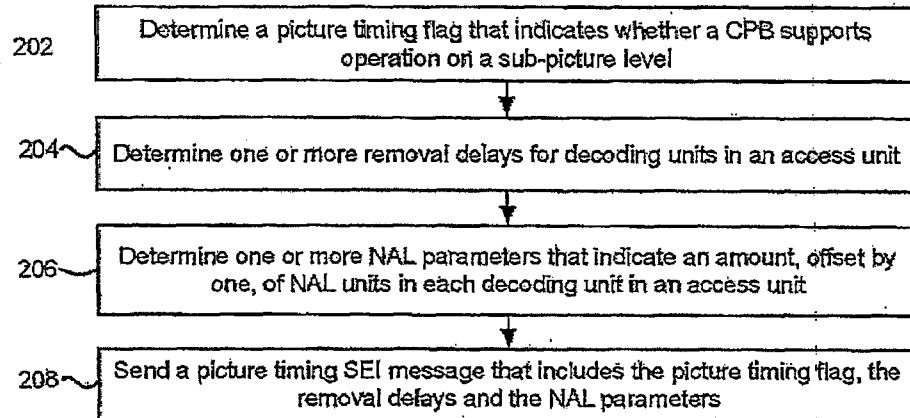 202
Determine a picture timing flag that indicates whether a CPB supports
operation on a sub-picture level
204
Determine one or more removal delays for decoding units in an access unit
206
Determine one or more NAL parameters that indicate an amount, offset by
one, of NAL units in each decoding unit in an access unit
208
Send a picture timing SEI message that includes the picture timing flag, the
removal delays and the NAL parameters